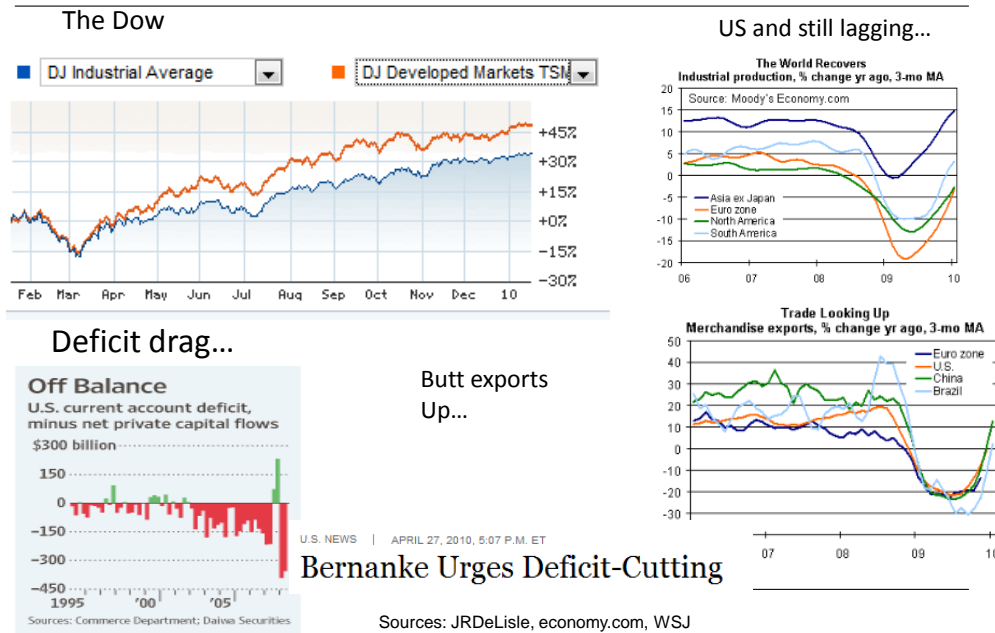 The Dow
US and still lagging…
DJ Industrial Average
DJ Developed Markets TSM
+45%
+30%
+15%
+0%
-15%
-30%
Feb Mar Apr May Jun Jul Aug Sep Oct Nov Dec 10
The World Recovers
Industrial production, % change yr ago, 3-mo MA
Source: Moody's Economy.com
20
15
10
5
0
-5
-10
-15
-20
Asia ex Japan
Euro zone
North America
South America
06 07 08 09 10
Deficit drag…
Off Balance
U.S. current account deficit,
minus net private capital flows
$300 billion
150
0
−150
−300
−450
1995 '00 '05
Sources: Commerce Department; Daiwa Securities
Butt exports
Up…
Trade Looking Up
Merchandise exports, % change yr ago, 3-mo MA
50
40
30
20
10
0
-10
-20
-30
Euro zone
U.S.
China
Brazil
07 08 09 10
U.S. NEWS | APRIL 27, 2010, 5:07 P.M. ET
Bernanke Urges Deficit-Cutting
Sources: JRDeLisle, economy.com, WSJ